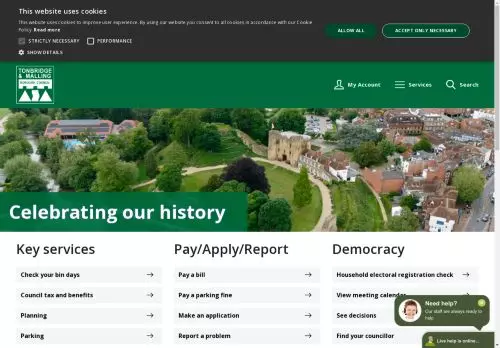 This website uses cookies
This website uses cookies to improve user experience. By using our website you consent to all cookies in accordance with our Cookie
Policy. Read more
STRICTLY NECESSARY
PERFORMANCE
SHOW DETAILS
ALLOW ALL
ACCEPT ONLY NECESSARY
TONBRIDGE
& MALLING
BOROUGH COUNCIL
My Account
Services
Search
Celebrating our history
Key services
Check your bin days
Council tax and benefits
Planning
Parking
Pay/Apply/Report
Pay a bill
Pay a parking fine
Make an application
Report a problem
Democracy
Household electoral registration check
View meeting calendar
See decisions
Find your councillor
Need help?
Our staff are always ready to
help
Live help is online...